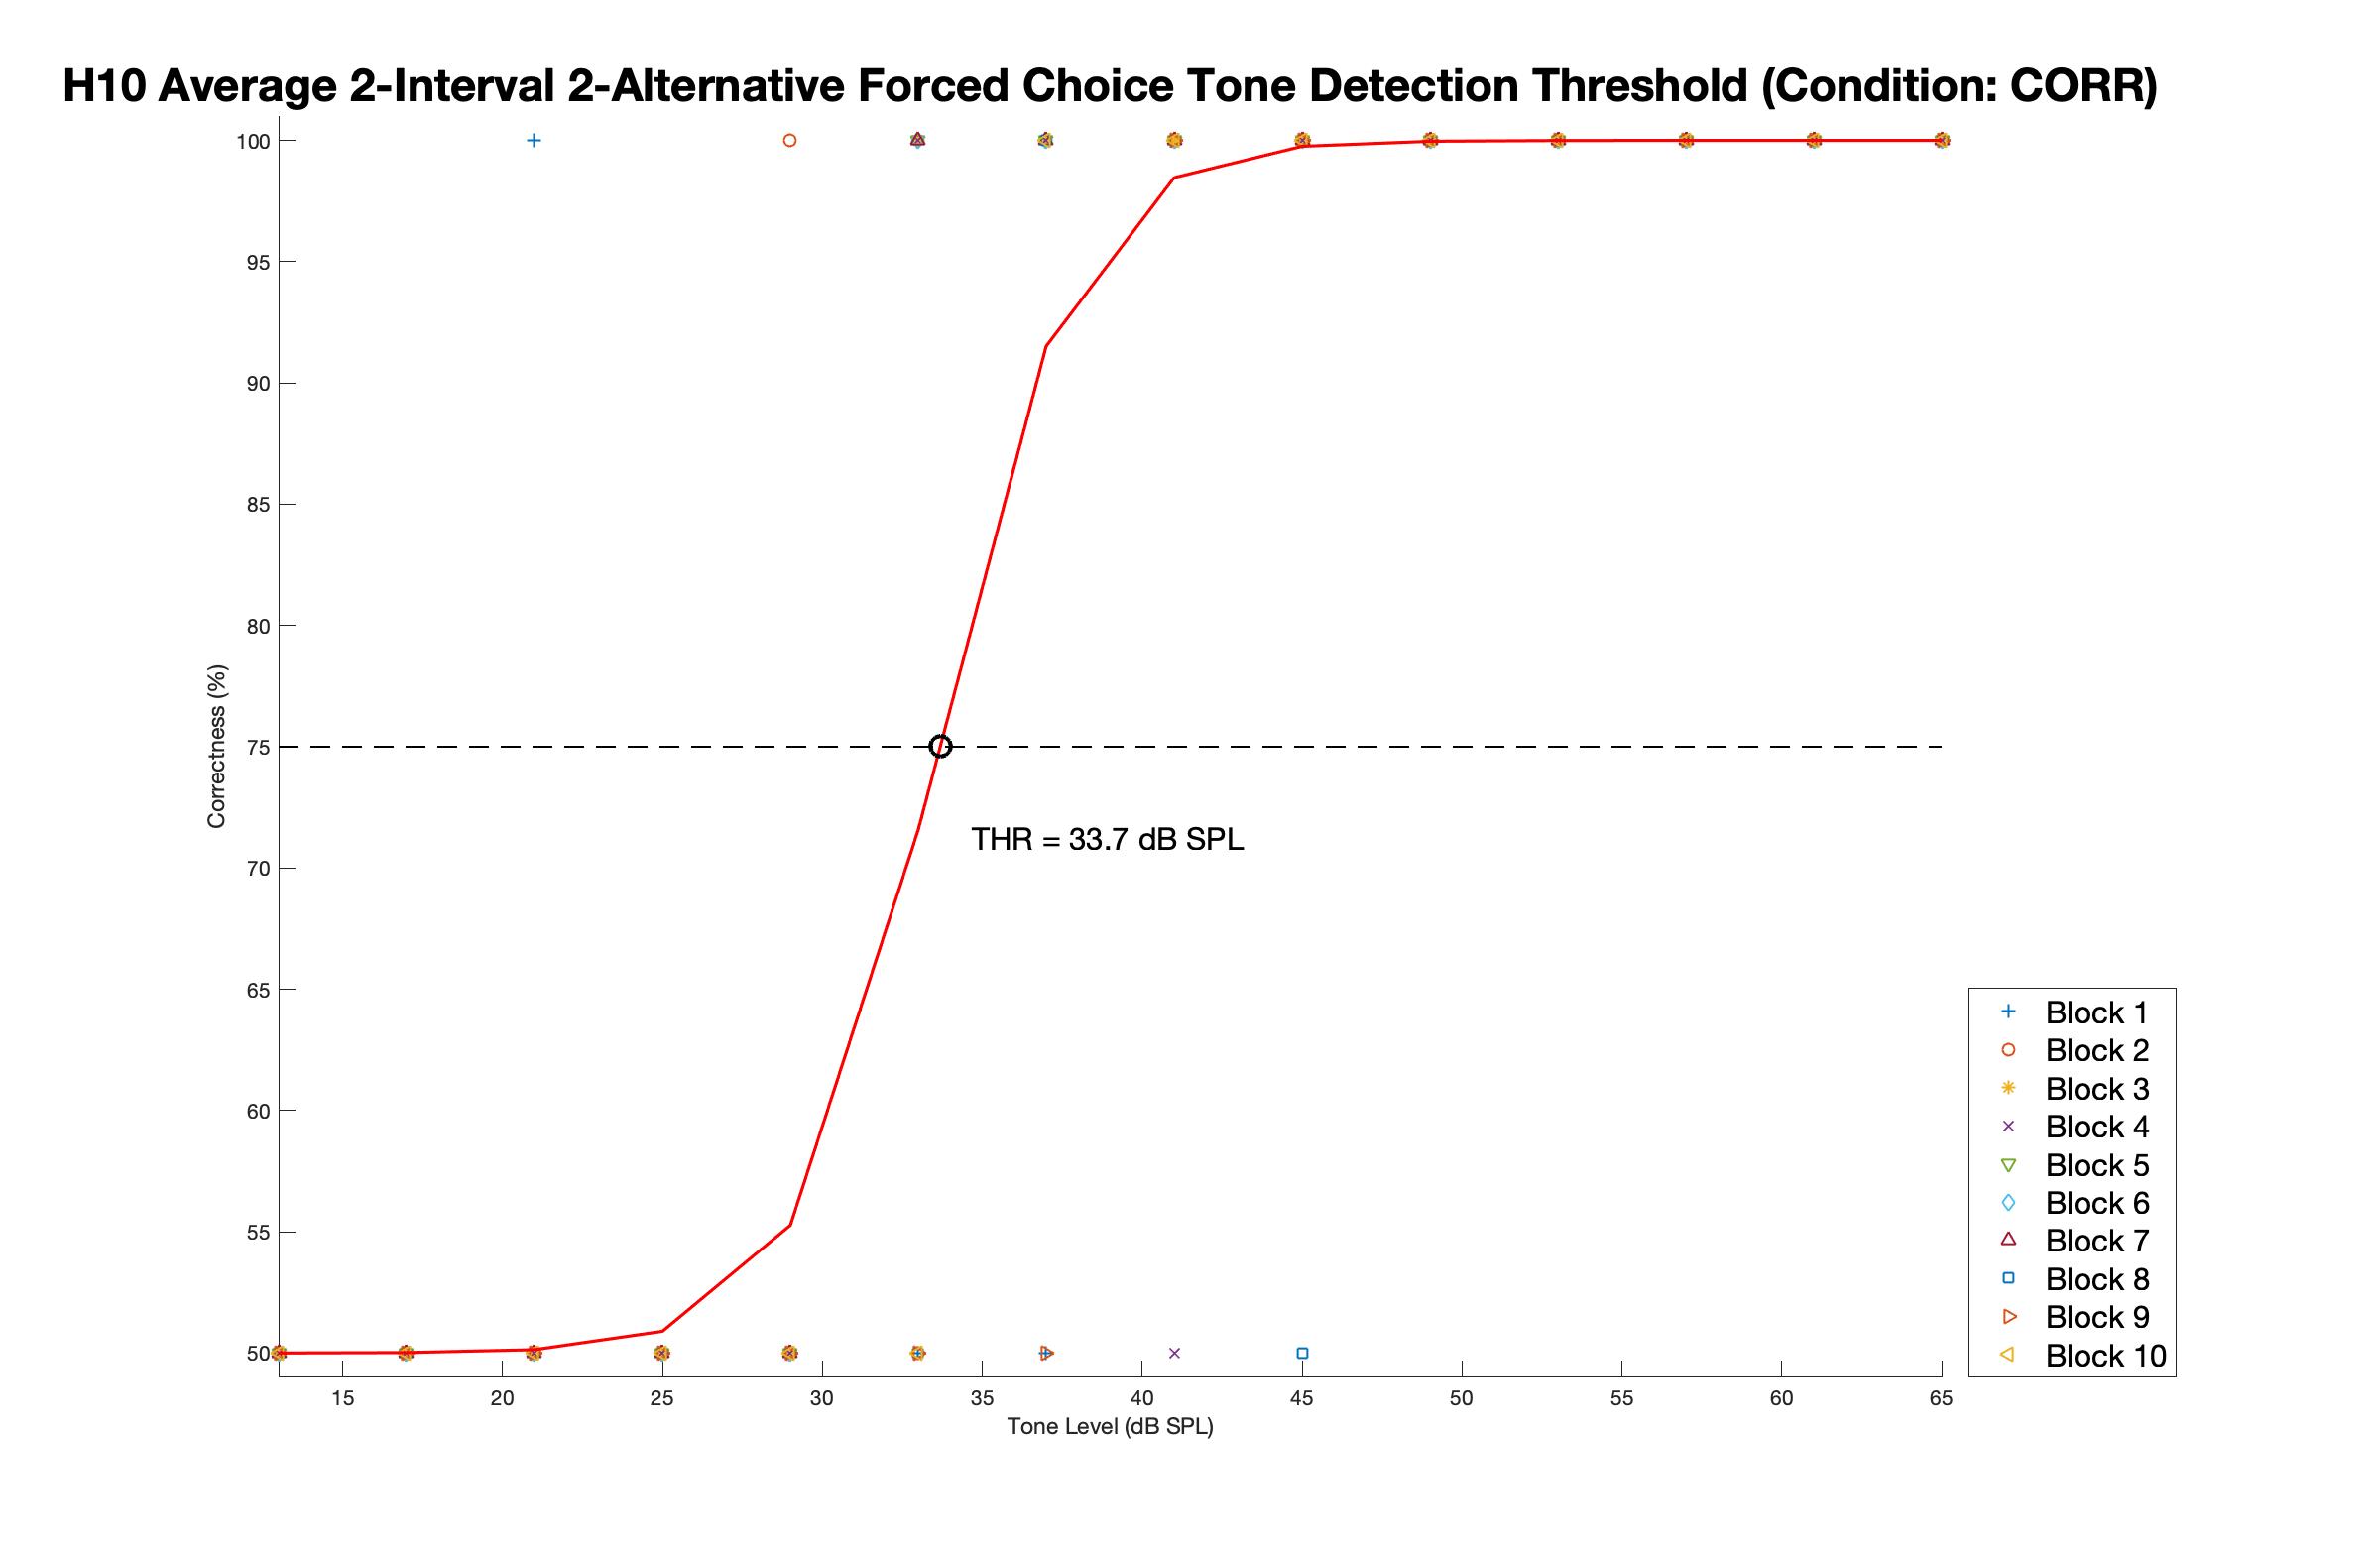 H10 Average 2-Interval 2-Alternative Forced Choice Tone Detection Threshold (Condition: CORR)
100
95
90
85
80
75
70
65
60
55
50
Correctness (%)
THR = 33.7 dB SPL
15 20 25 30 35 40 45 50 55 60 65
Tone Level (dB SPL)
Block 1
Block 2
Block 3
Block 4
Block 5
Block 6
Block 7
Block 8
Block 9
Block 10